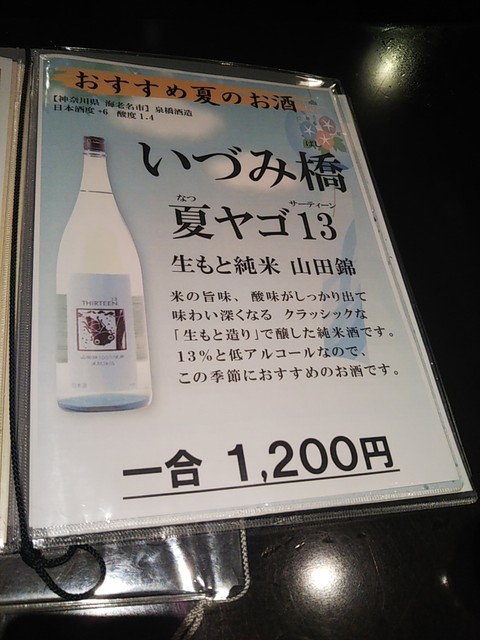 おすすめ夏のお酒
【神奈川県 海老名市】泉橋酒造
日本酒度+6 酸度1.4
いづみ橋
なつ サーティーン
夏ヤゴ13
生もと純米 山田錦
米の旨味、酸味がしっかり出て
味わい深くなる クラッシックな
「生もと造り」で醸した純米酒です。
13%と低アルコールなので、
この季節におすすめのお酒です。
THIRTEEN
13
一合 1,200円